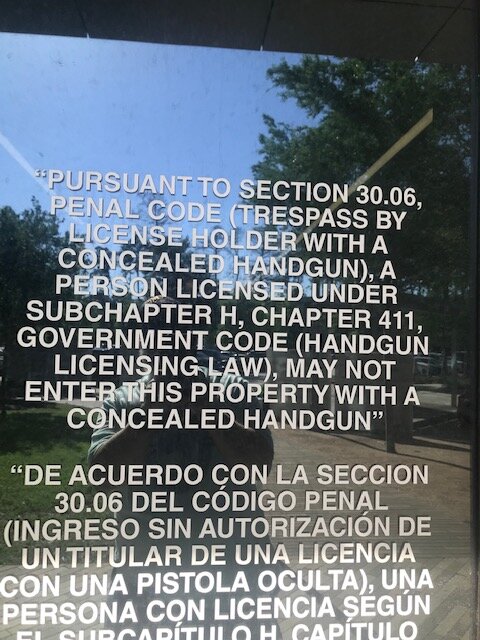 “PURSUANT TO SECTION 30.06,
PENAL CODE (TRESPASS BY
LICENSE HOLDER WITH A
CONCEALED HANDGUN), A
PERSON LICENSED UNDER
SUBCHAPTER H, CHAPTER 411,
GOVERNMENT CODE (HANDGUN
LICENSING LAW), MAY NOT
ENTER THIS PROPERTY WITH A
CONCEALED HANDGUN”
“DE ACUERDO CON LA SECCION
30.06 DEL CÓDIGO PENAL
(INGRESO SIN AUTORIZACIÓN DE
UN TITULAR DE UNA LICENCIA
CON UNA PISTOLA OCULTA), UNA
PERSONA CON LICENCIA SEGÚN
EL SUBCAPÍTULO H, CAPÍTULO